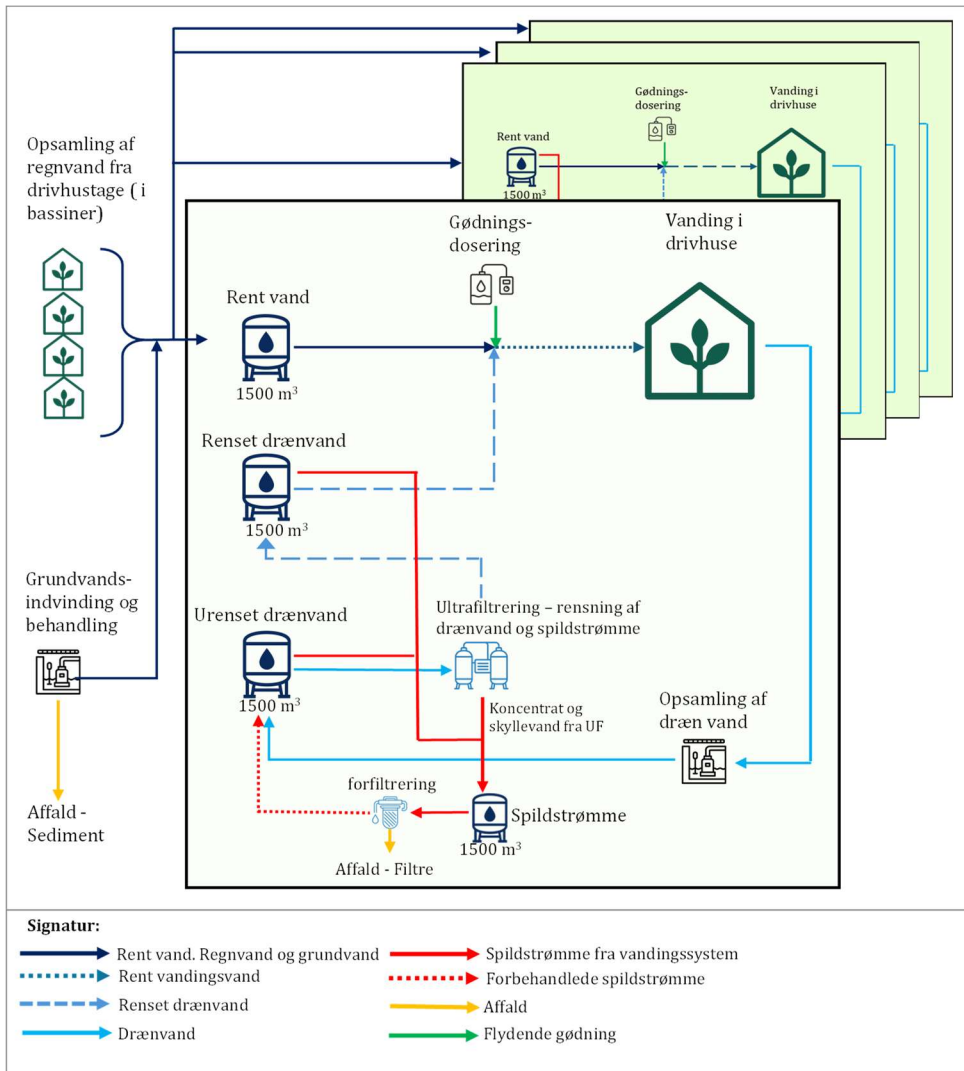 Opsamling af
regnvand fra
drivhustage ( i
bassiner)
Gødnings-
dosering
Vanding i
drivhuse
Rent vand
1500 m³
Gødnings-
dosering
Vanding i
drivhuse
Rent vand
1500 m³
Renset drænvand
1500 m³
Grundvands-
indvinding og
behandling
Urenset drænvand
1500 m³
Ultrafiltrering – rensning af
drænvand og spildstrømme
Koncentrat og
skyllevand fra UF
Opsamling af
dræn vand
forfiltrering
Spildstrømme
1500 m³
Affald - Filtre
Affald -
Sediment
Signatur:
Rent vand. Regnvand og grundvand
Rent vandingsvand
Renset drænvand
Drænvand
Spildstrømme fra vandingssystem
Forbehandlede spildstrømme
Affald
Flydende gødning